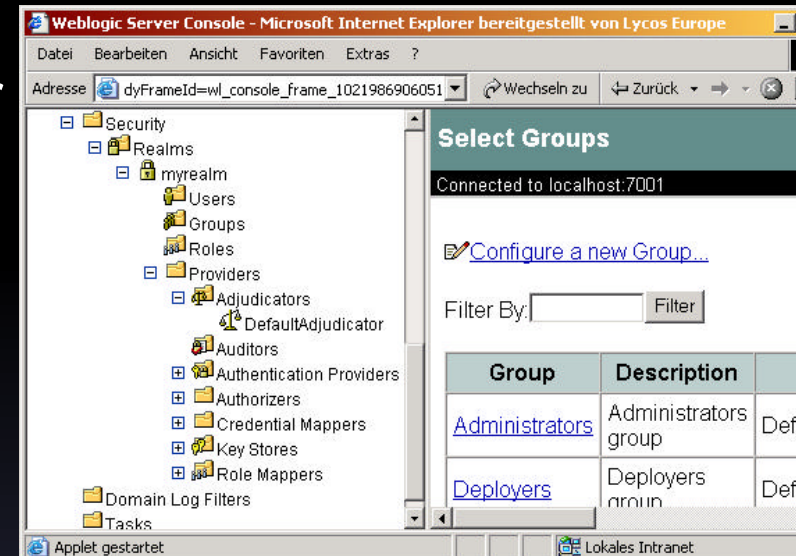 Weblogic Server Console - Microsoft Internet Explorer bereitgestellt von Lycos Europe
Datei Bearbeiten Ansicht Favoriten Extras ?
Adresse dyFrameId=wl_console_frame_1021986906051 Wechseln zu Zurück
Security
Realms
myrealm
Users
Groups
Roles
Providers
Adjudicators
DefaultAdjudicator
Auditors
Authentication Providers
Authorizers
Credential Mappers
Key Stores
Role Mappers
Domain Log Filters
Tasks
Select Groups
Connected to localhost:7001
Configure a new Group...
Filter By: Filter
Group Description
Administrators Administrators group Def
Deployers Deployers group Def
Applet gestartet Lokales Intranet